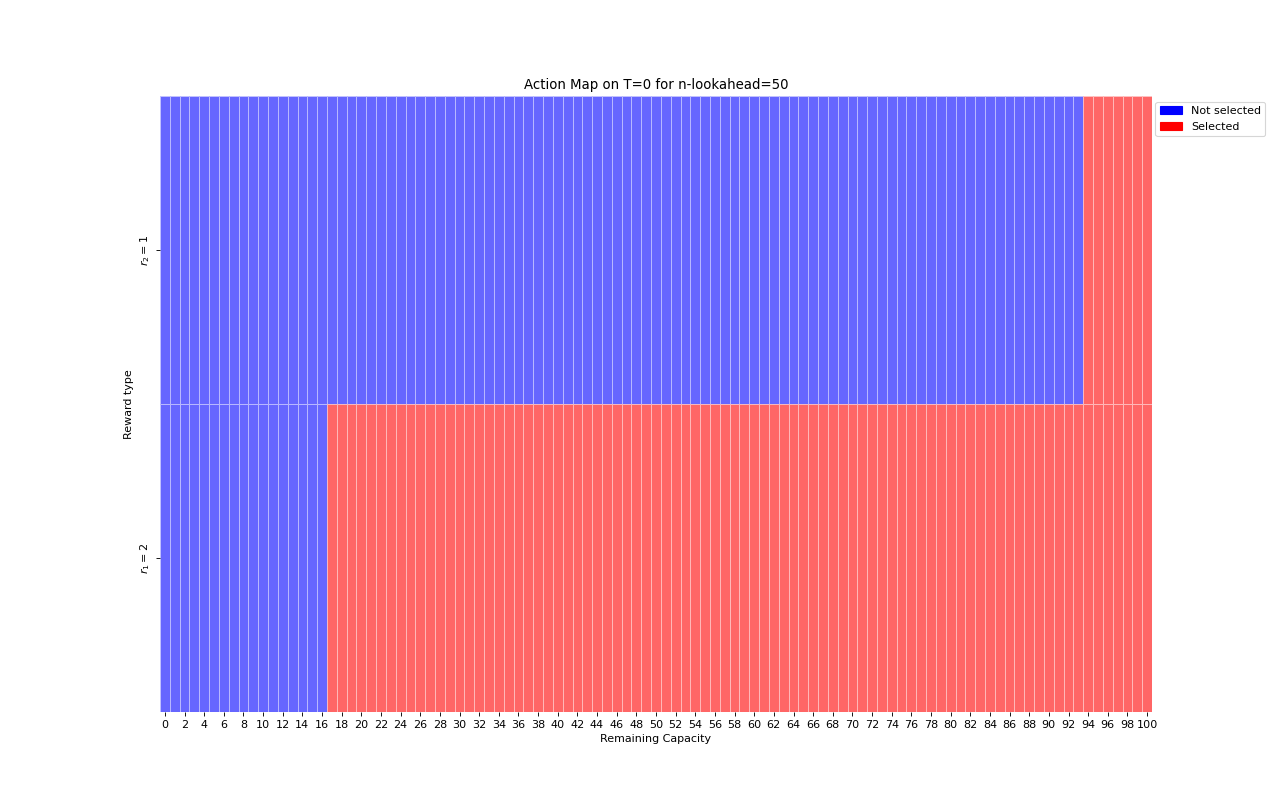 Action Map on T=0 for n-lookahead=50
Not selected
Selected
r₂ = 1
Reward type
r₁ = 2
0 2 4 6 8 10 12 14 16 18 20 22 24 26 28 30 32 34 36 38 40 42 44 46 48 50 52 54 56 58 60 62 64 66 68 70 72 74 76 78 80 82 84 86 88 90 92 94 96 98 100
Remaining Capacity